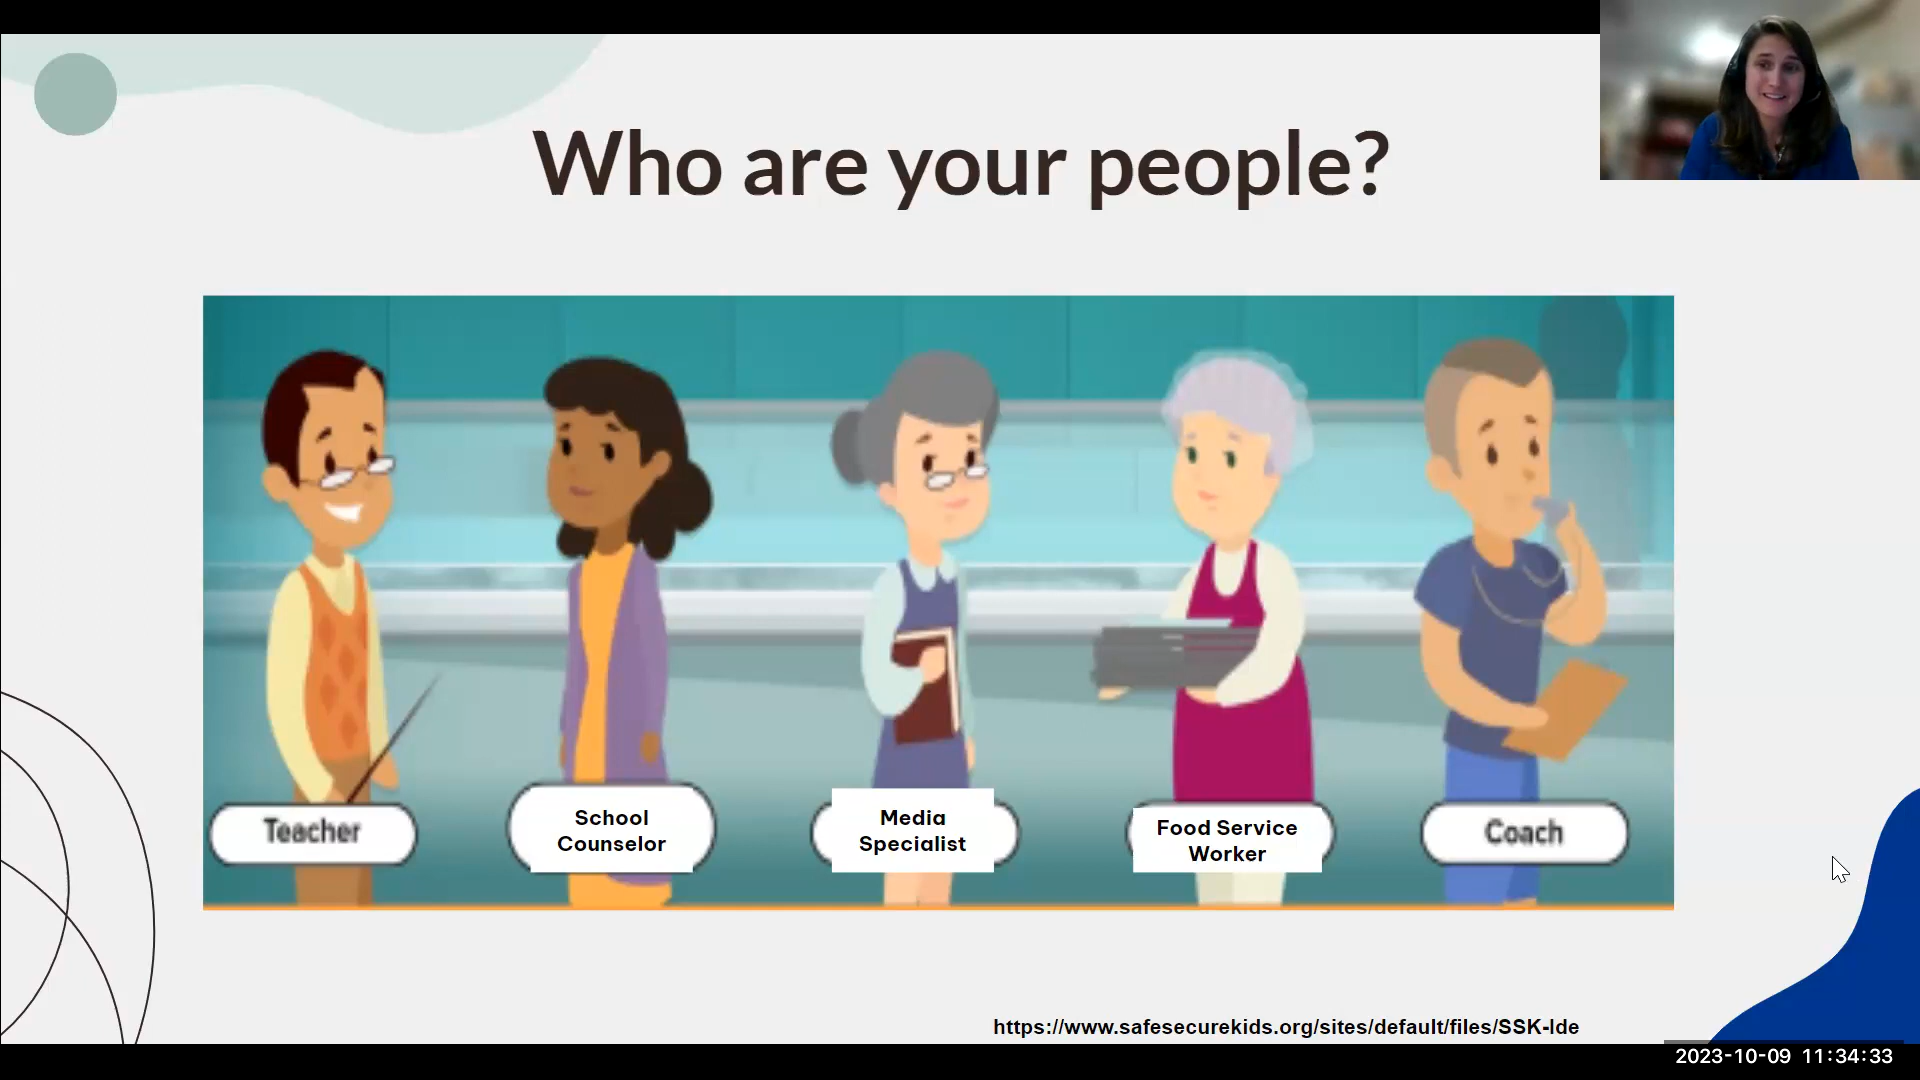 Who are your people?
Teacher
School
Counselor
Media
Specialist
Food Service
Worker
Coach
https://www.safesecurekids.org/sites/default/files/SSK-Ide
2023-10-09 11:34:33